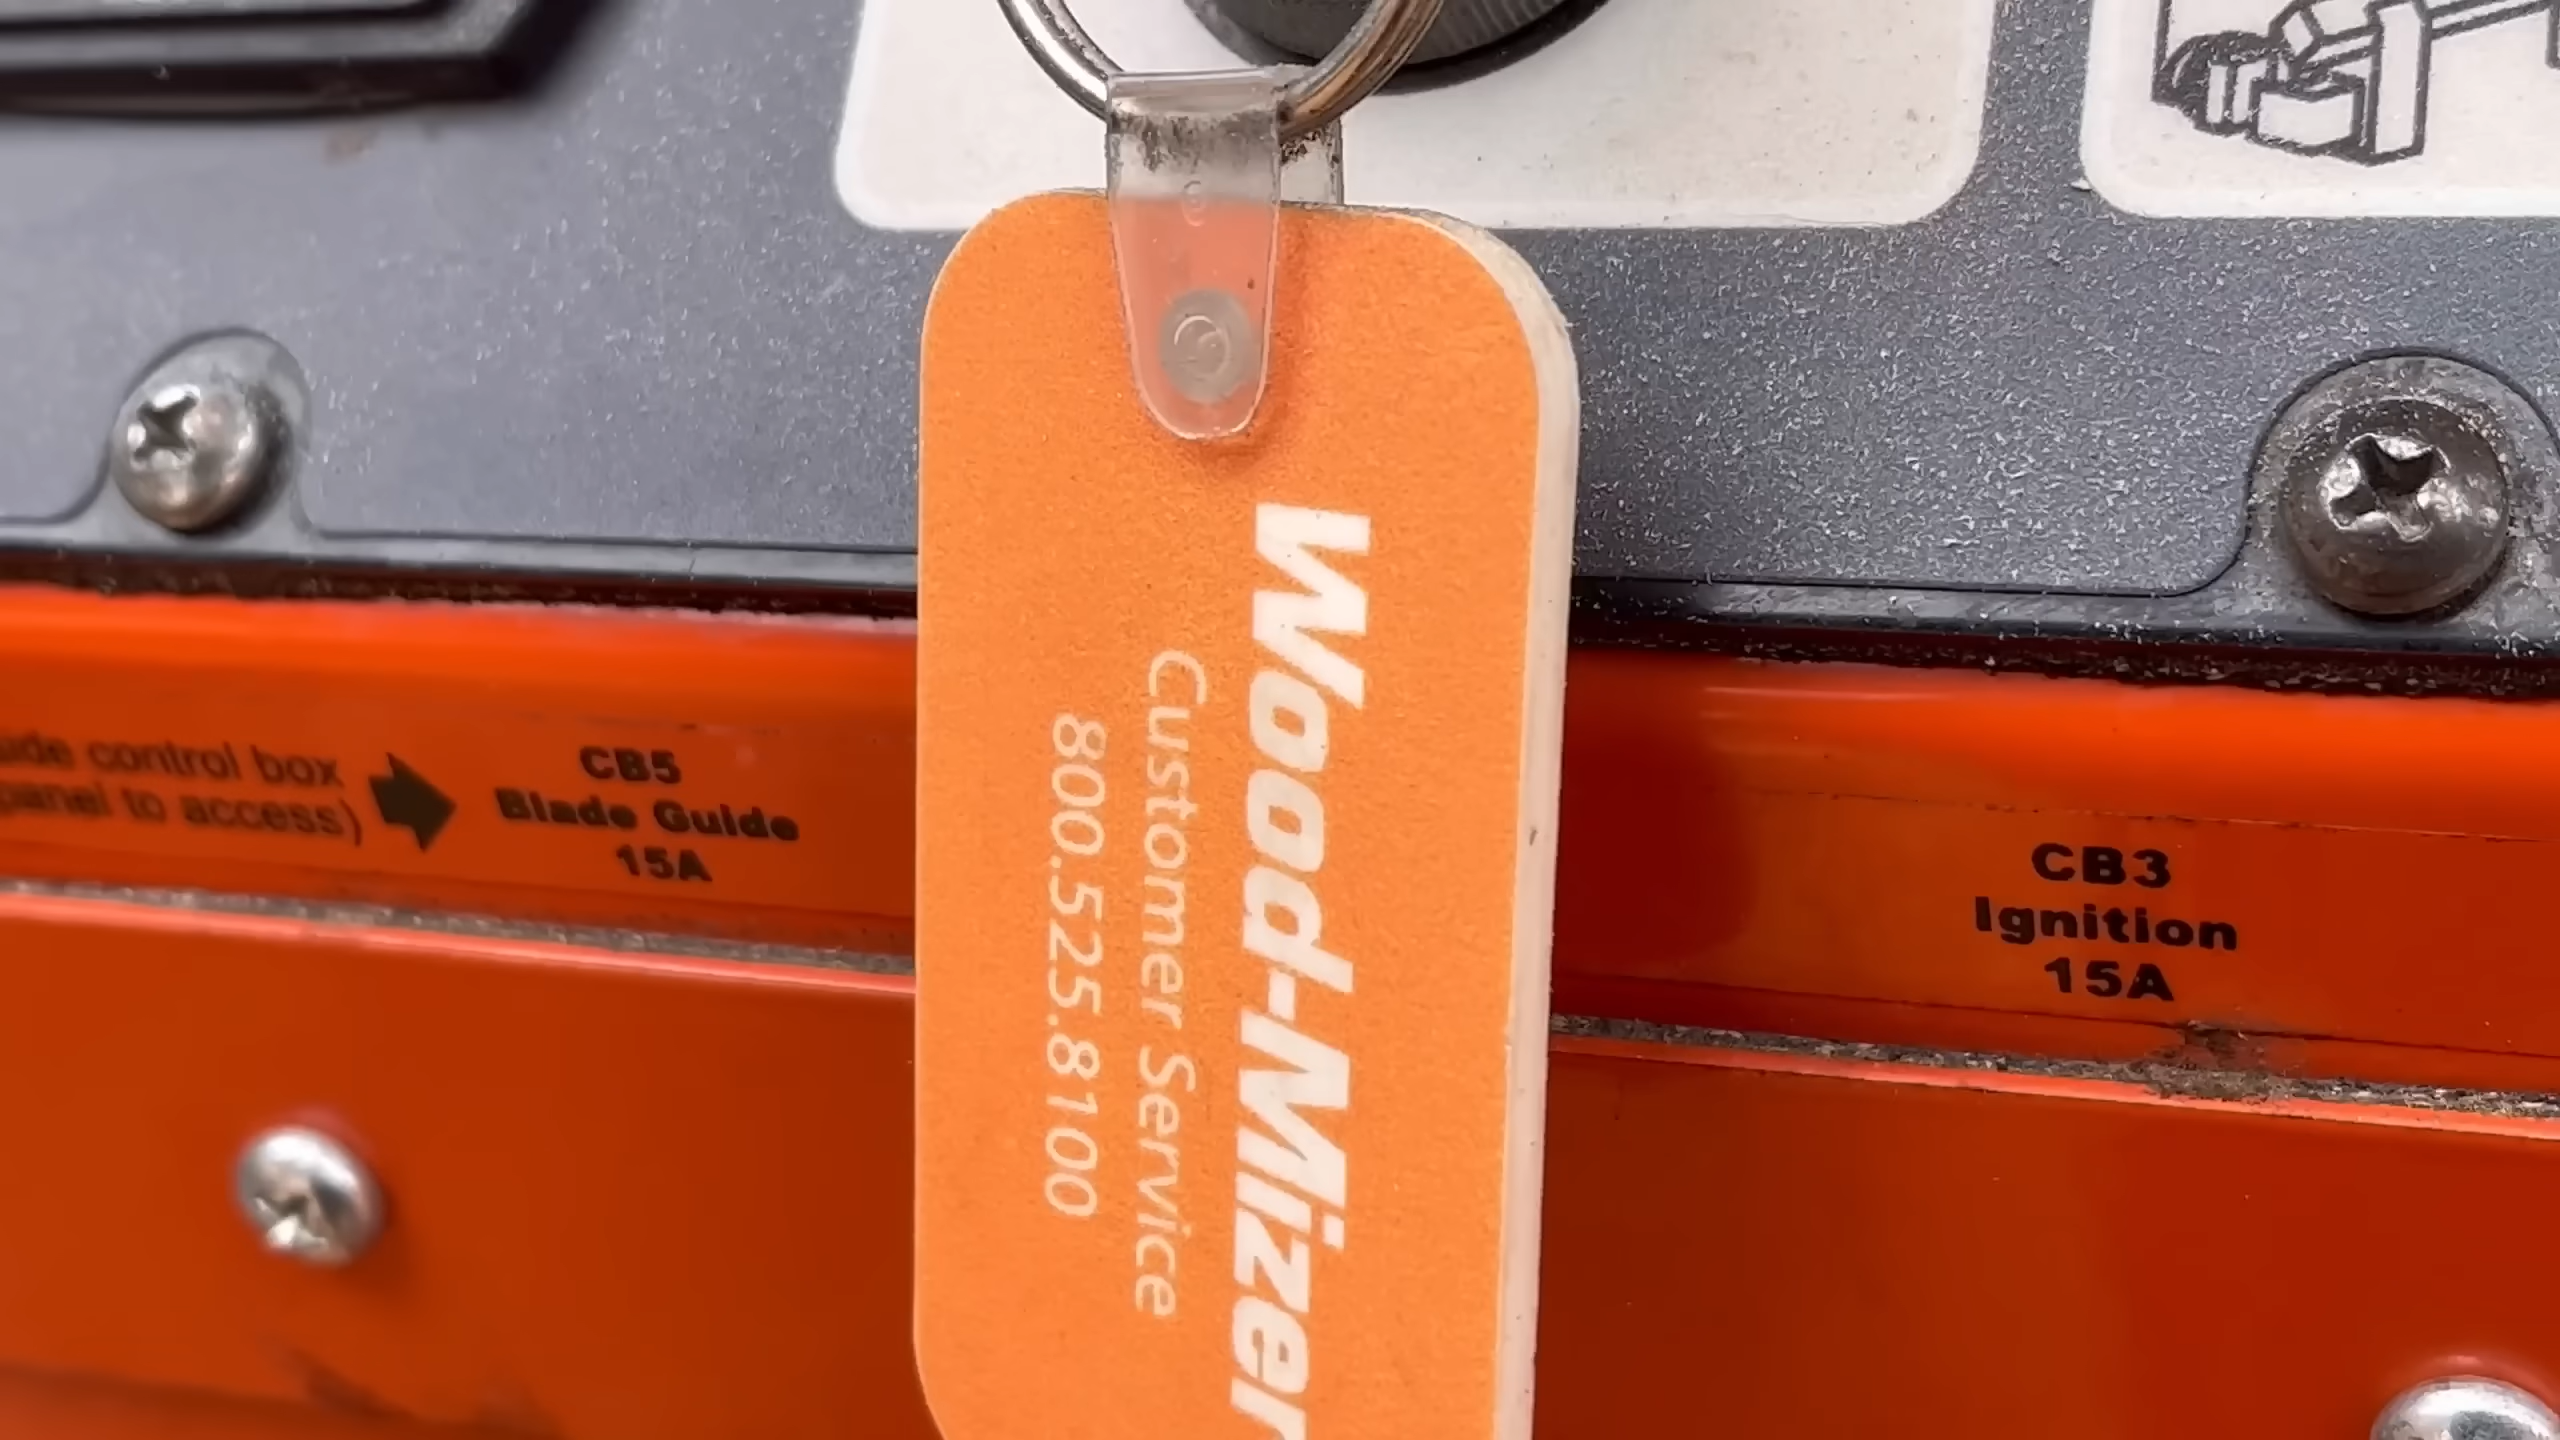 Wood-Mizer
Customer Service
800.525.8100
control box
panel to access)
CB5
Blade Guide
15A
CB3
Ignition
15A